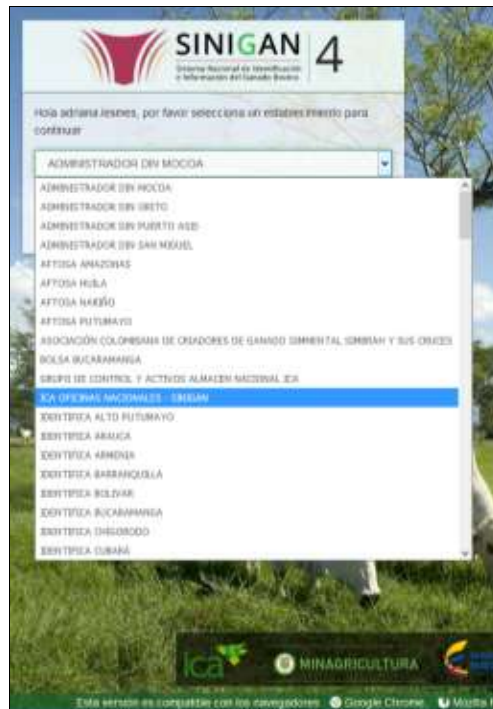 SINIGAN 4
Sistema Nacional de Identificación
e Información del Ganado Bovino
Hola adriana.lesmes, por favor selecciona un establecimiento para
continuar
ADMINISTRADOR DIN MOCOA
ADMINISTRADOR DIN MOCOA
ADMINISTRADOR DIN ORITO
ADMINISTRADOR DIN PUERTO ASIS
ADMINISTRADOR DIN SAN MIGUEL
AFTOSA AMAZONAS
AFTOSA HUILA
AFTOSA NARIÑO
AFTOSA PUTUMAYO
ASOCIACIÓN COLOMBIANA DE CRIADORES DE GANADO SIMMENTAL SIMBRAH Y SUS CRUCES
BOLSA BUCARAMANGA
GRUPO DE CONTROL Y ACTIVOS ALMACEN NACIONAL ICA
ICA OFICINAS NACIONALES - SINIGAN
IDENTIFICA ALTO PUTUMAYO
IDENTIFICA ARAUCA
IDENTIFICA ARMENIA
IDENTIFICA BARRANQUILLA
IDENTIFICA BOLIVAR
IDENTIFICA BUCARAMANGA
IDENTIFICA CHIGORODO
IDENTIFICA CUBARÁ
ica
MINAGRICULTURA
Esta versión es compatible con los navegadores Google Chrome Mozilla